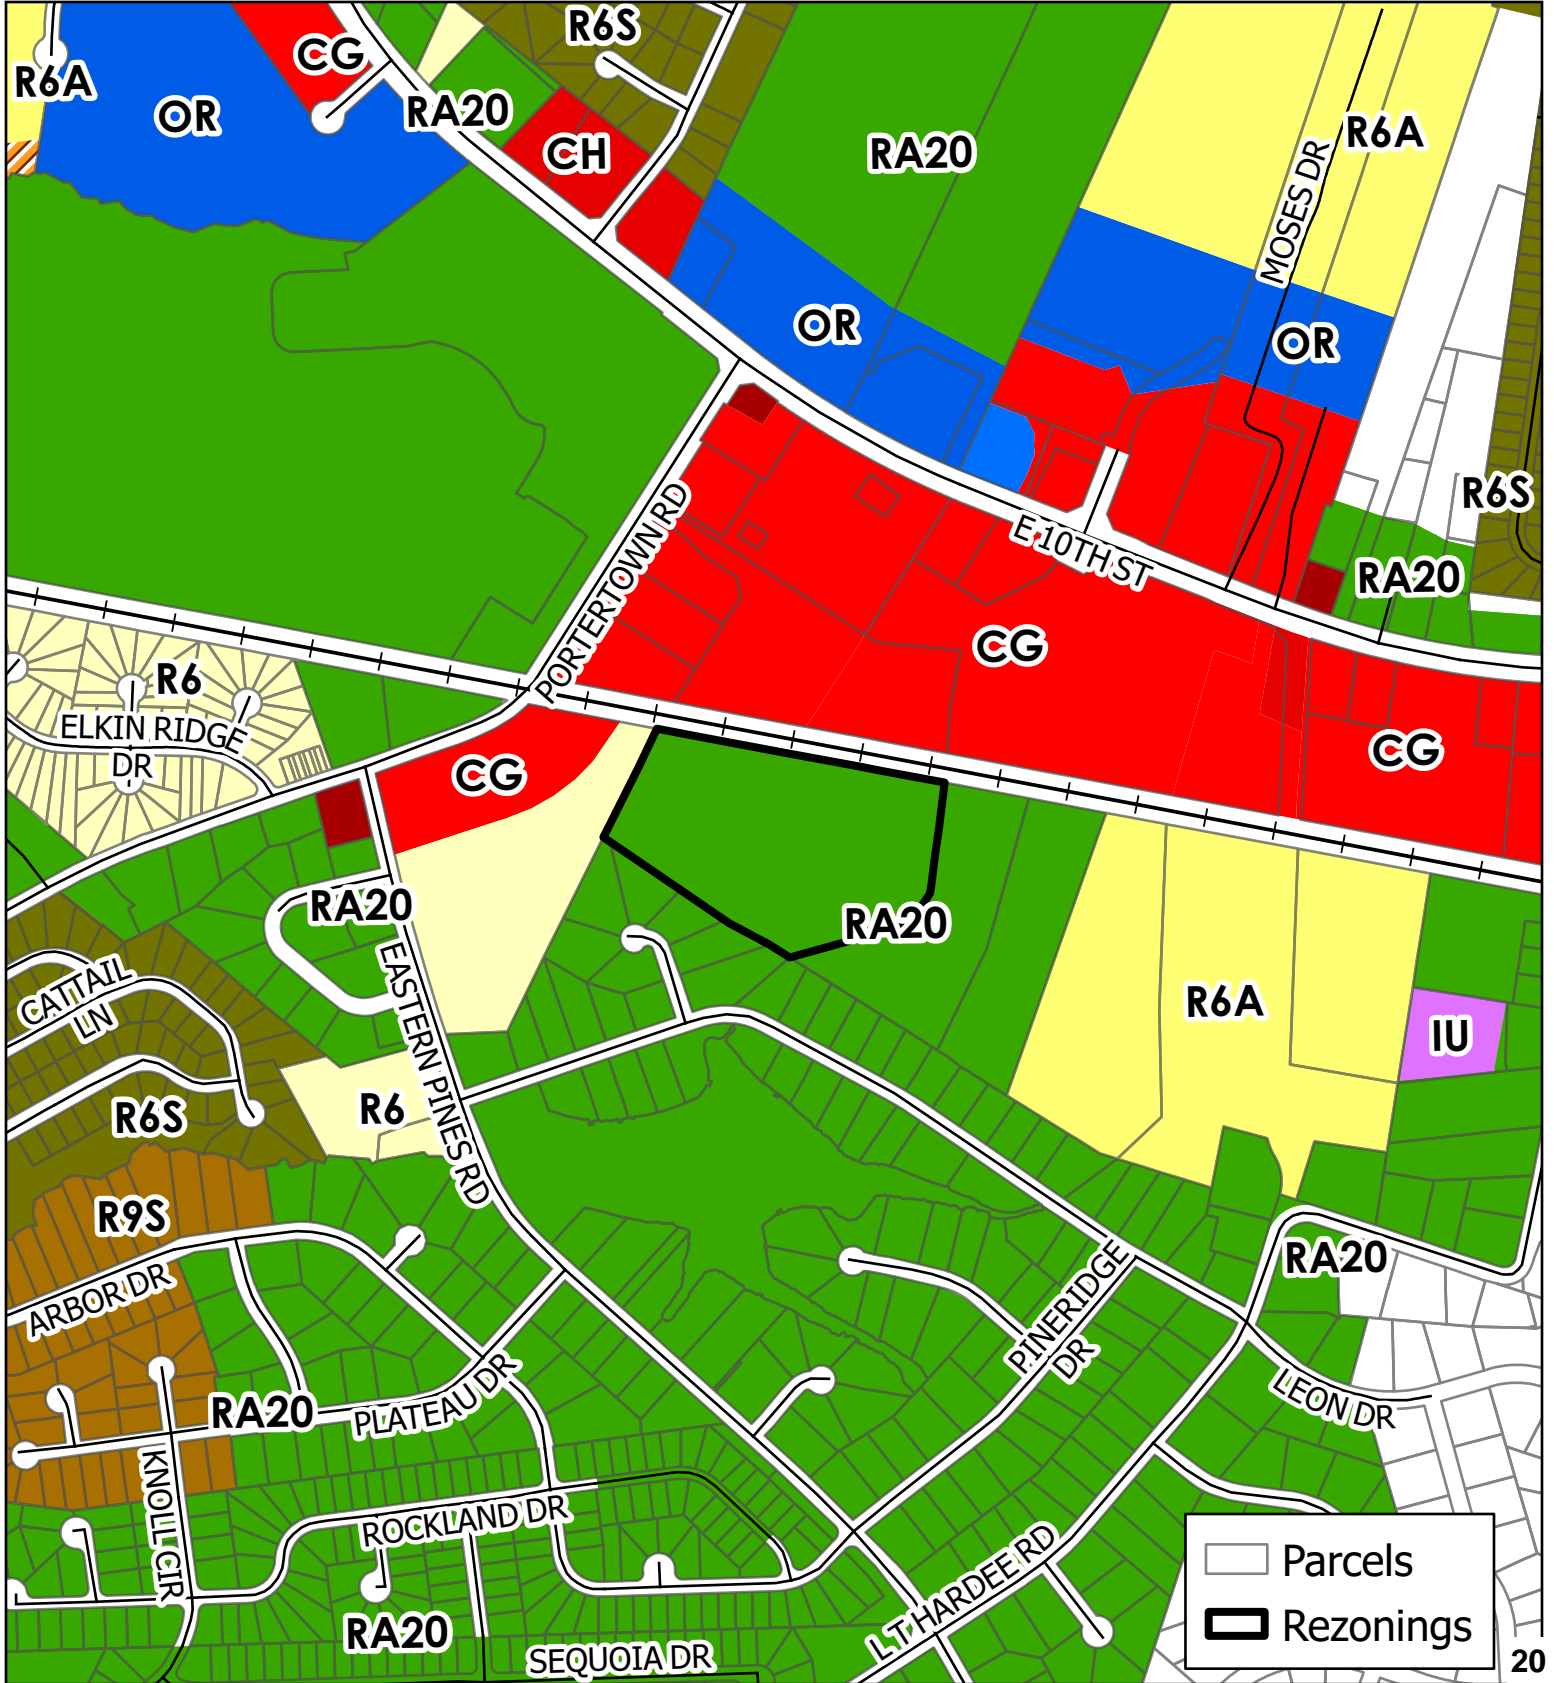 R6S
CG
R6A
OR
RA20
CH
RA20
R6A
MOSES DR
OR
OR
R6S
PORTERTOWN RD
E 10TH ST
RA20
CG
R6
ELKIN RIDGE
DR
CG
CG
RA20
RA20
EASTERN PINES RD
CATTAIL
LN
R6A
IU
R6
R6S
R9S
ARBOR DR
RA20
PINERIDGE
DR
RA20
PLATEAU DR
LEON DR
KNOLL CIR
ROCKLAND DR
LT HARDEE RD
RA20
SEQUOIA DR
Parcels
Rezonings
20